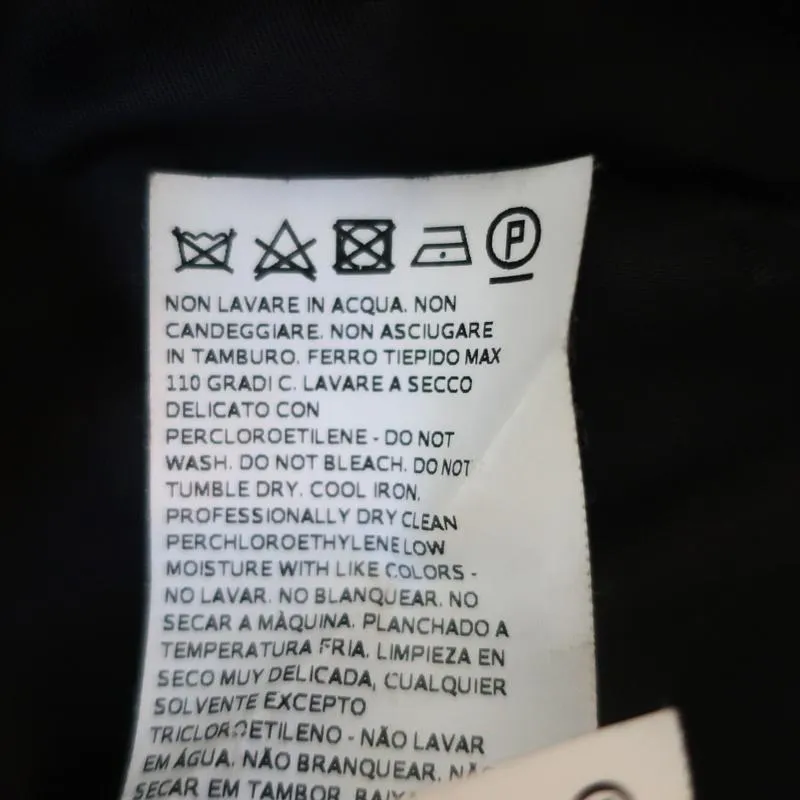 P
NON LAVARE IN ACQUA. NON
CANDEGGIARE. NON ASCIUGARE
IN TAMBURO. FERRO TIEPIDO MAX
110 GRADI C. LAVARE A SECCO
DELICATO CON
PERCLOROETILENE - DO NOT
WASH. DO NOT BLEACH. DO NOT
TUMBLE DRY. COOL IRON.
PROFESSIONALLY DRY CLEAN
PERCHLOROETHYLENE LOW
MOISTURE WITH LIKE COLORS -
NO LAVAR. NO BLANQUEAR. NO
SECAR A MÀQUINA. PLANCHADO A
TEMPERATURA FRIA. LIMPIEZA EN
SECO MUY DELICADA, CUALQUIER
SOLVENTE EXCEPTO
TRICLOROETILENO - NÃO LAVAR
EM ÁGUA. NÃO BRANQUEAR.
SECAR EM TAMBOR.